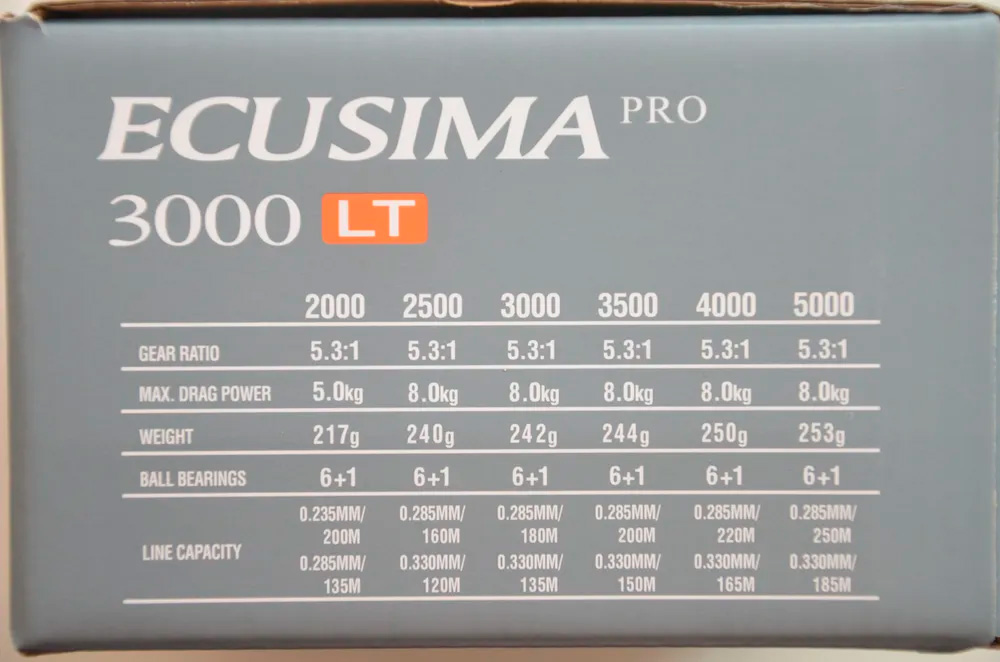 ECUSIMA PRO
3000 LT
2000 2500 3000 3500 4000 5000
GEAR RATIO 5.3:1 5.3:1 5.3:1 5.3:1 5.3:1 5.3:1
MAX. DRAG POWER 5.0kg 8.0kg 8.0kg 8.0kg 8.0kg 8.0kg
WEIGHT 217g 240g 242g 244g 250g 253g
BALL BEARINGS 6+1 6+1 6+1 6+1 6+1 6+1
LINE CAPACITY
0.235MM/ 0.285MM/ 0.285MM/ 0.285MM/ 0.285MM/ 0.285MM/
200M 160M 180M 200M 220M 250M
0.285MM/ 0.330MM/ 0.330MM/ 0.330MM/ 0.330MM/ 0.330MM/
135M 120M 135M 150M 165M 185M